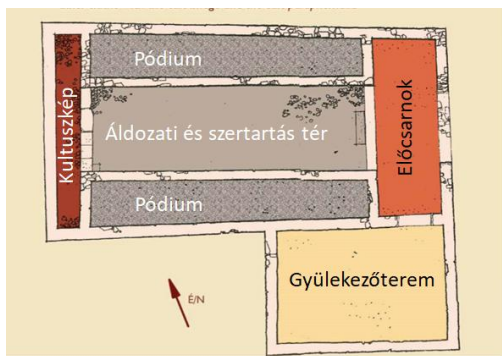 Pódium
Kultuszkép
Áldozati és szertartás tér
Előcsarnok
Pódium
Gyülekezőterem
É/N